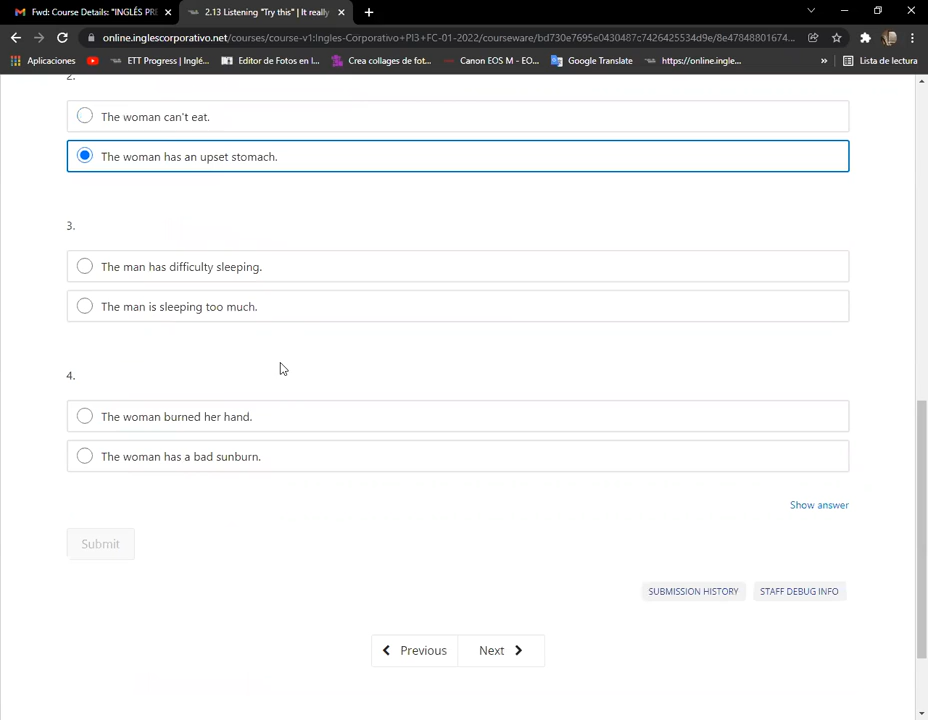 Fwd: Course Details: "INGLÉS PRE
2.13 Listening "Try this" | It really
online.inglescorporativo.net/courses/course-v1:Ingles-Corporativo+PI3+FC-01-2022/courseware/bd730e7695e0430487c7426425534d9e/8e47848801674...
Aplicaciones
ETT Progress | Inglé...
Editor de Fotos en l...
Crea collages de fot...
Canon EOS M - EO...
Google Translate
https://online.ingle...
»
Lista de lectura
2.
The woman can't eat.
The woman has an upset stomach.
3.
The man has difficulty sleeping.
The man is sleeping too much.
4.
The woman burned her hand.
The woman has a bad sunburn.
Show answer
Submit
SUBMISSION HISTORY
STAFF DEBUG INFO
Previous
Next